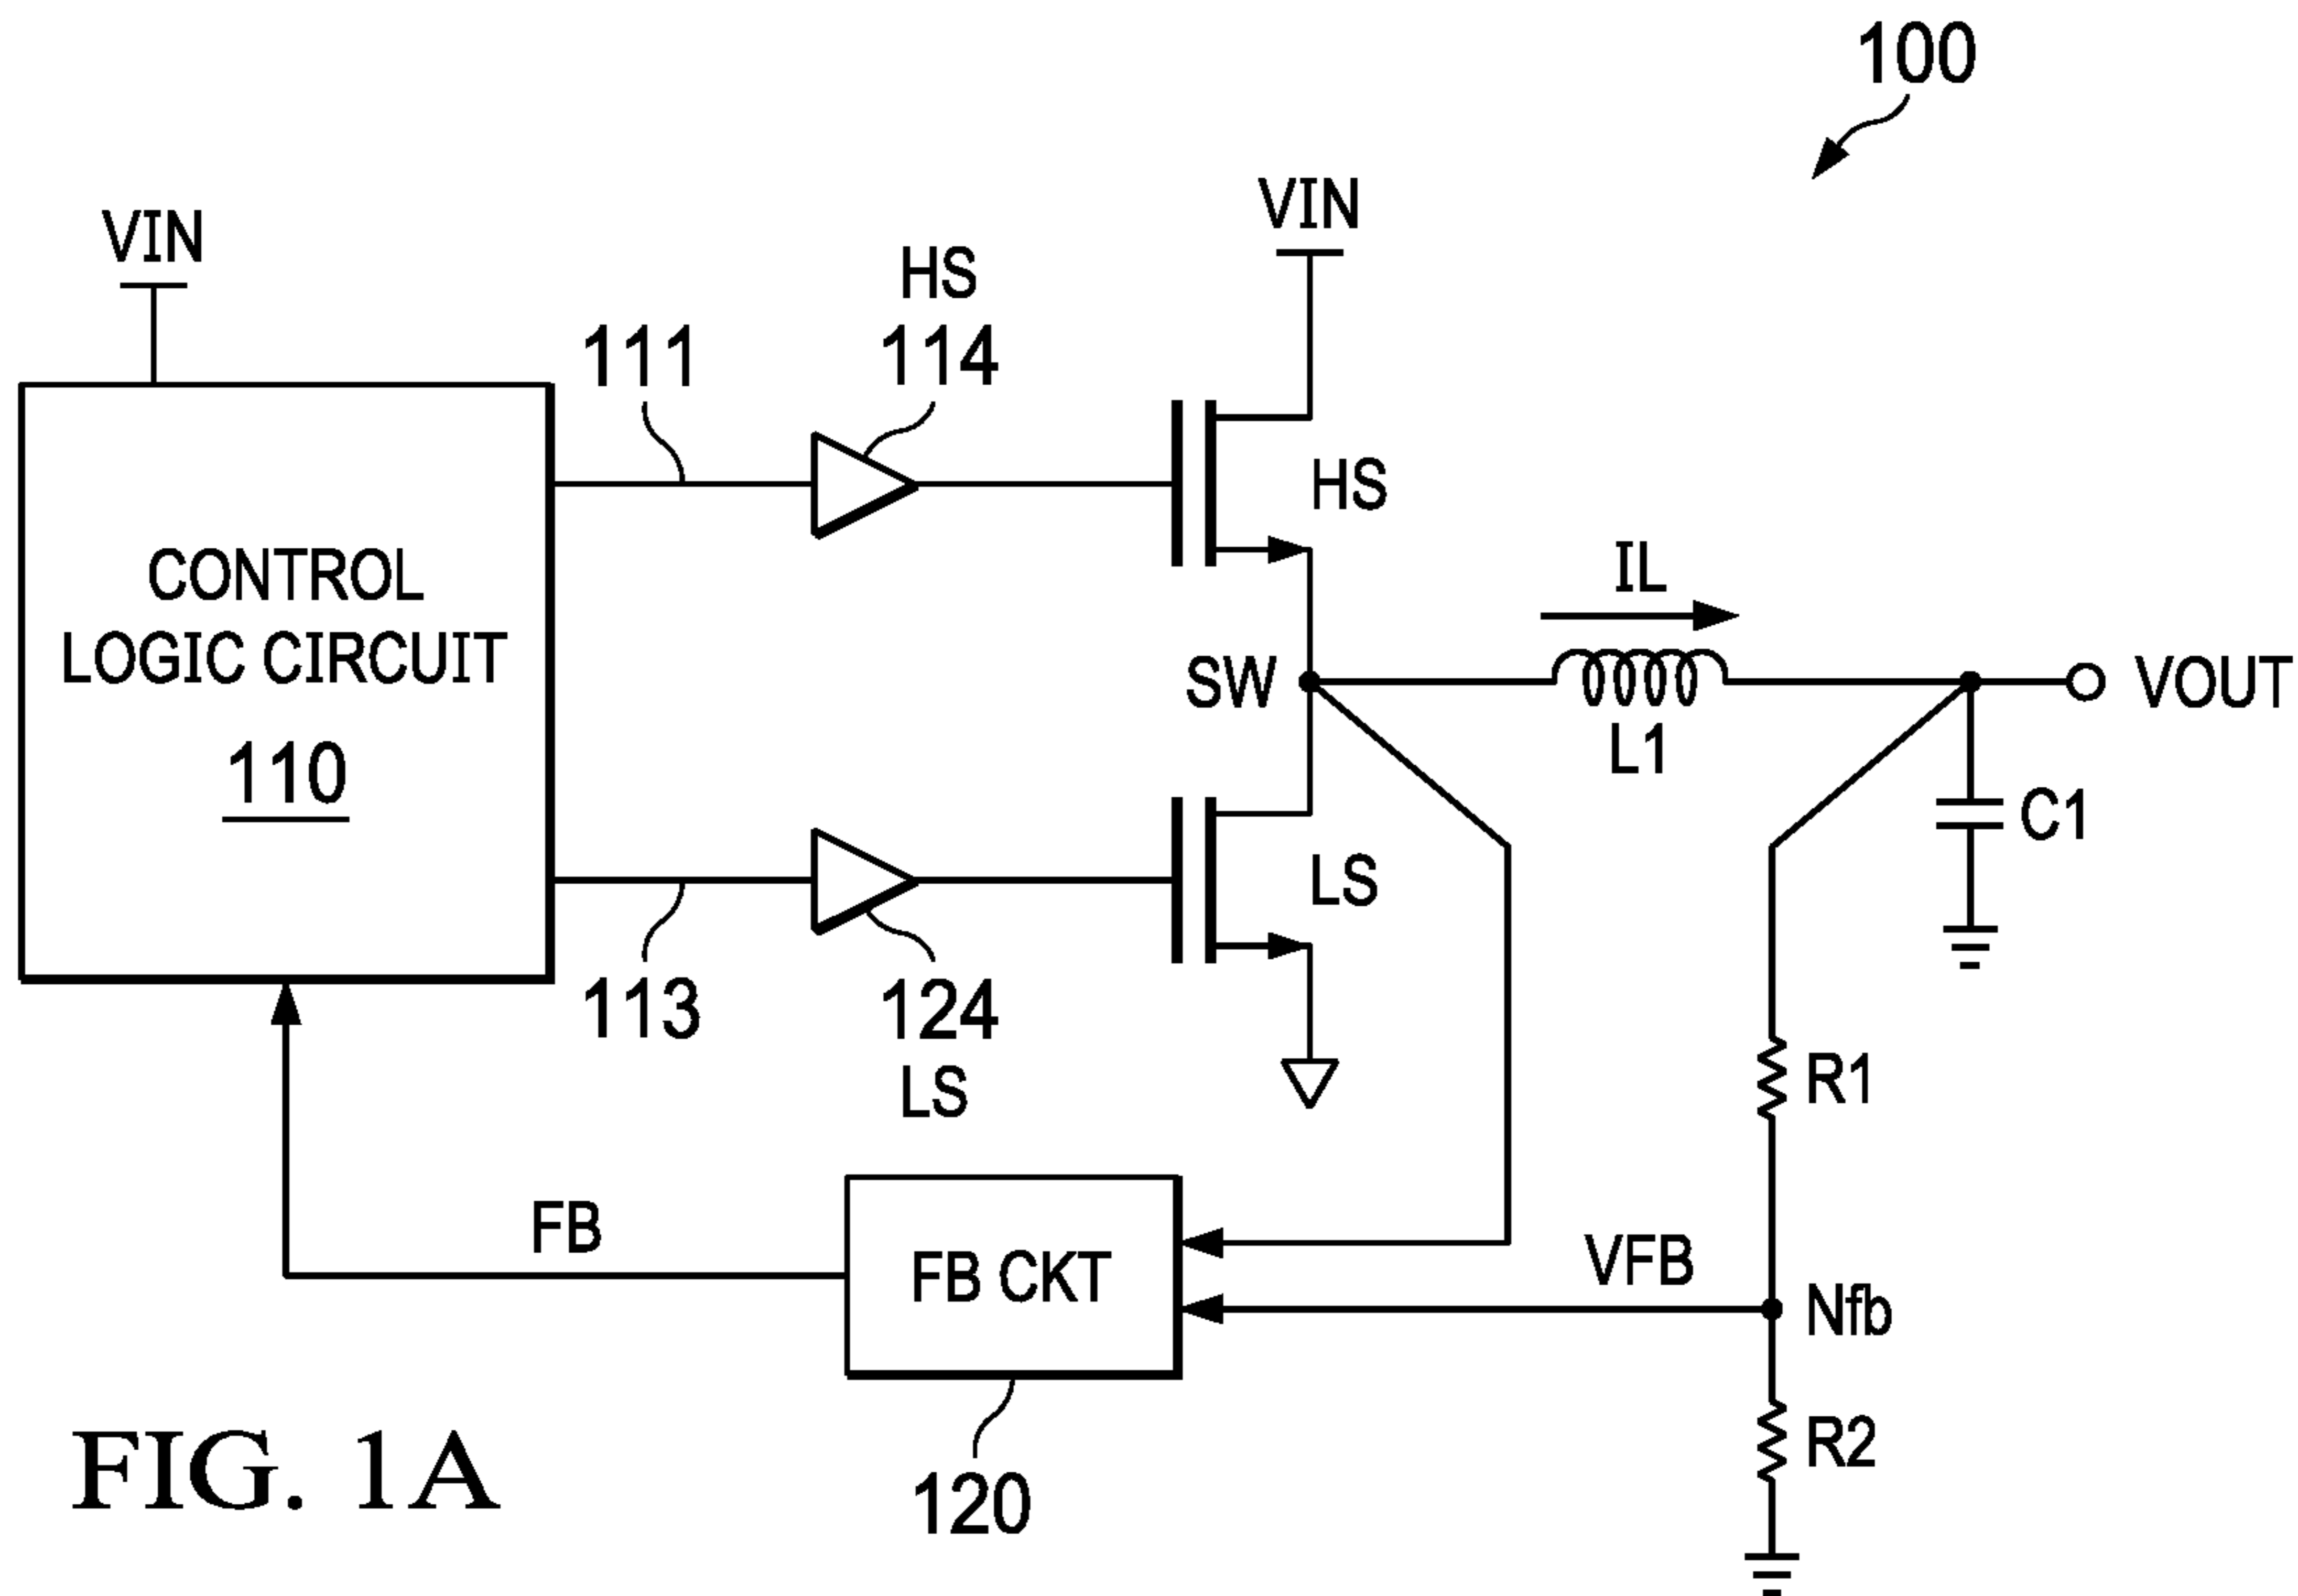 100
VIN
VIN
HS
114
111
HS
CONTROL
LOGIC CIRCUIT
110
IL
SW
L1
VOUT
C1
LS
113
124
LS
R1
FB
FB CKT
VFB
Nfb
R2
120
FIG. 1A